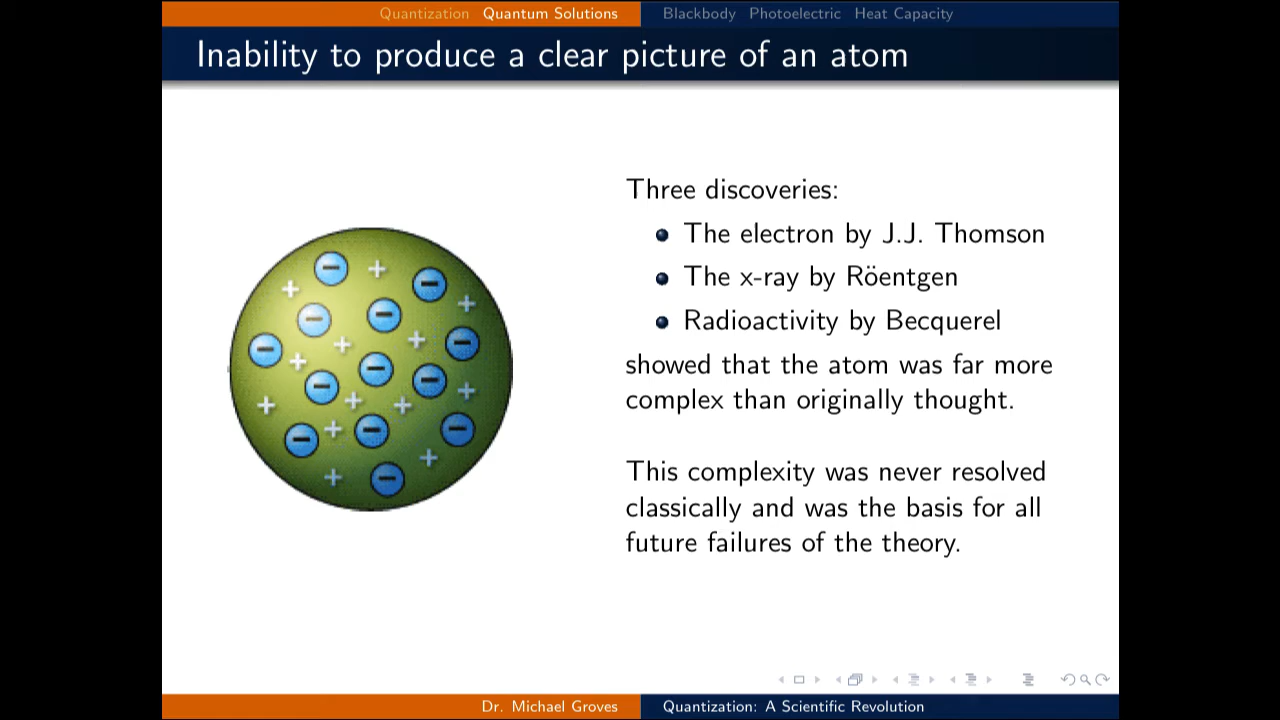 Quantization Quantum Solutions Blackbody Photoelectric Heat Capacity
Inability to produce a clear picture of an atom
Three discoveries:
The electron by J.J. Thomson
The x-ray by Röentgen
Radioactivity by Becquerel
showed that the atom was far more
complex than originally thought.
This complexity was never resolved
classically and was the basis for all
future failures of the theory.
Dr. Michael Groves Quantization: A Scientific Revolution